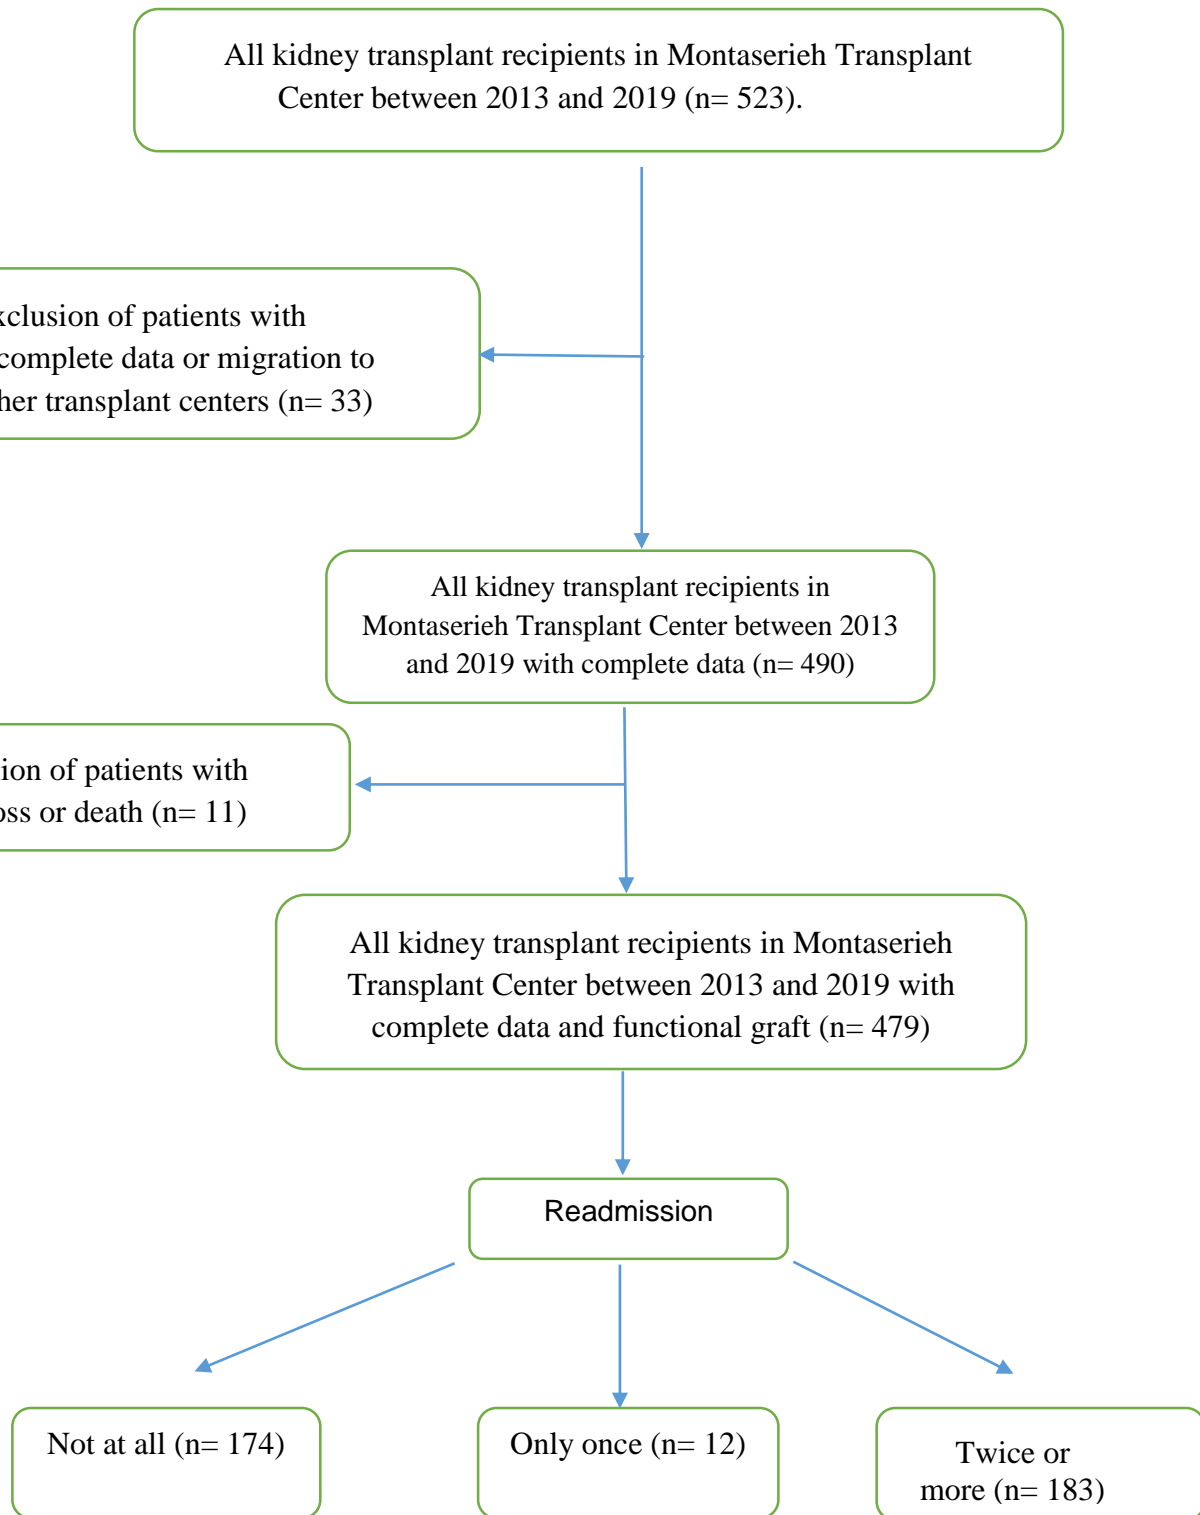 All kidney transplant recipients in Montaserieh Transplant
Center between 2013 and 2019 (n= 523).
xclusion of patients with
complete data or migration to
her transplant centers (n= 33)
All kidney transplant recipients in
Montaserieh Transplant Center between 2013
and 2019 with complete data (n= 490)
ion of patients with
oss or death (n= 11)
All kidney transplant recipients in Montaserieh
Transplant Center between 2013 and 2019 with
complete data and functional graft (n= 479)
Readmission
Not at all (n= 174)
Only once (n= 12)
Twice or
more (n= 183)